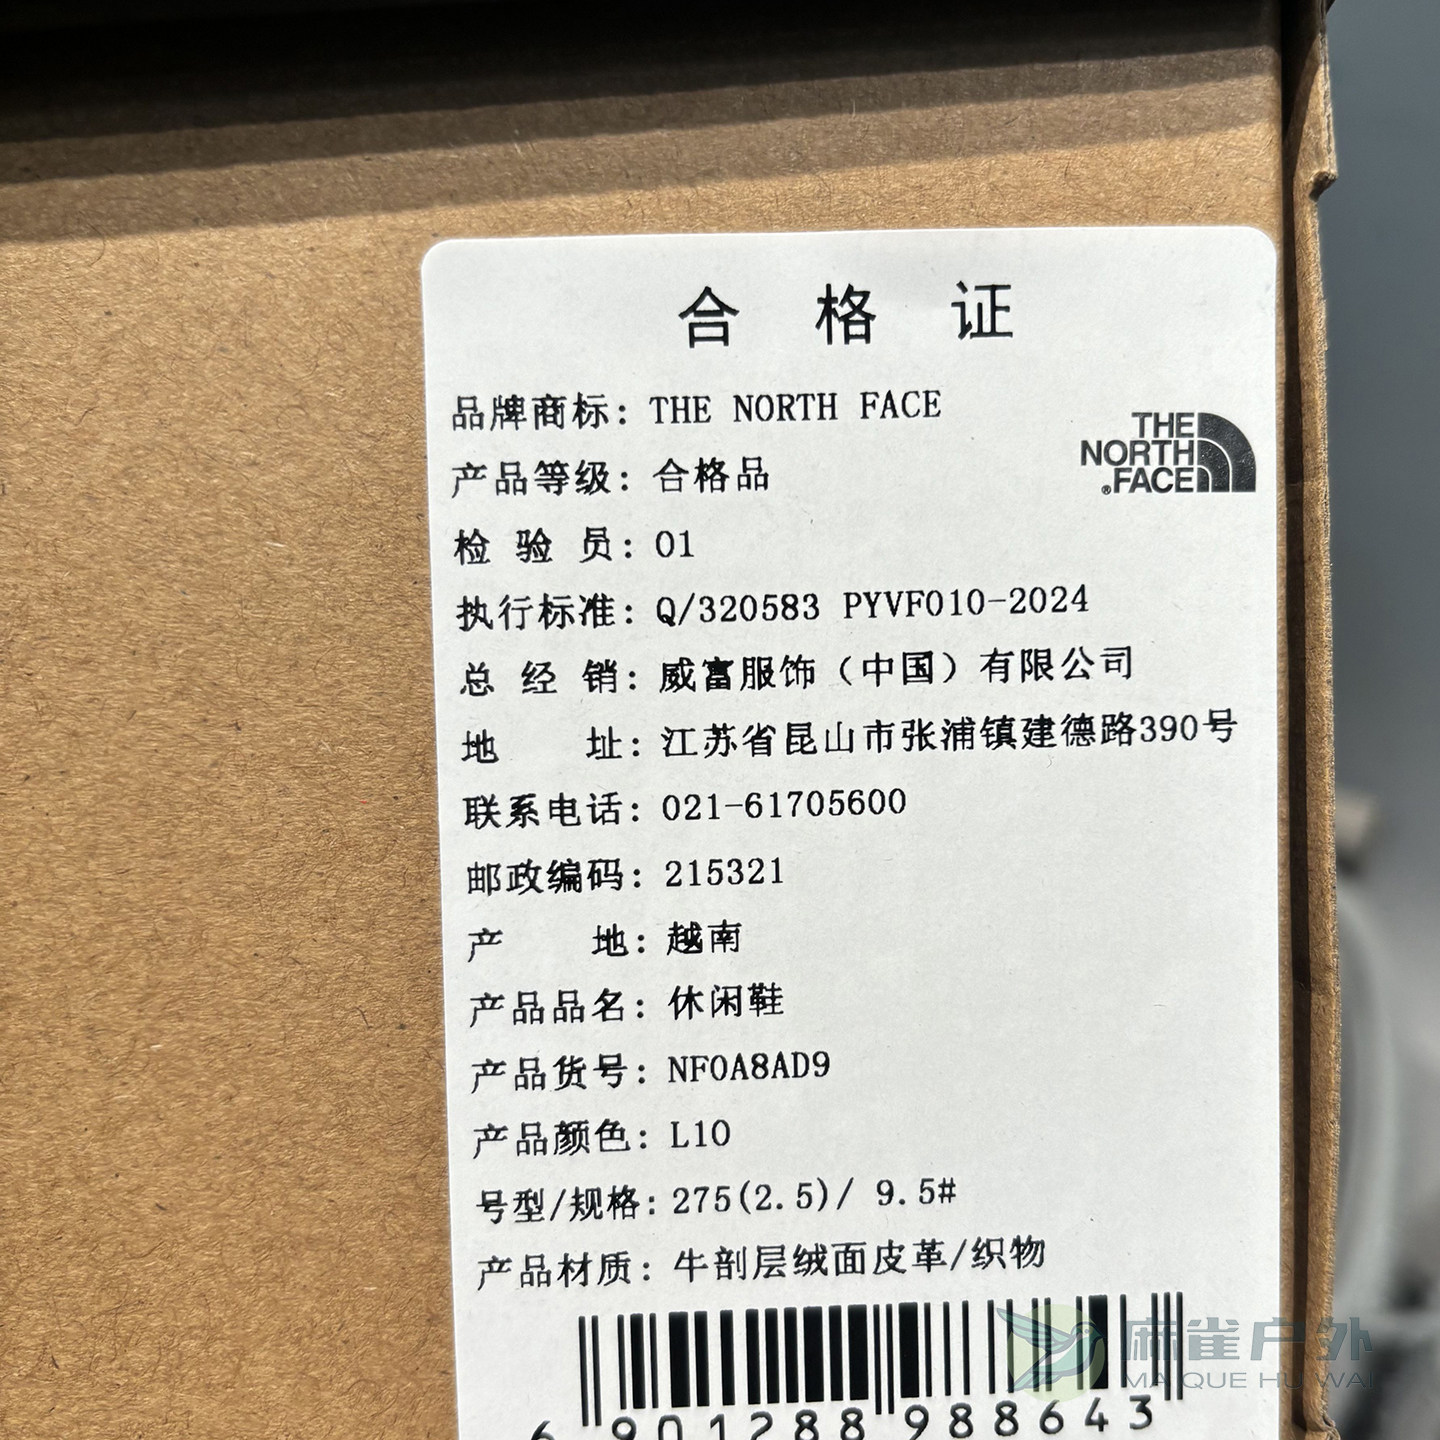 合格证
品牌商标: THE NORTH FACE
THE
NORTH
FACE
®
产品等级: 合格品
检验员: 01
执行标准: Q/320583 PYVF010-2024
总经销: 威富服饰（中国）有限公司
地址: 江苏省昆山市张浦镇建德路390号
联系电话: 021-61705600
邮政编码: 215321
产地: 越南
产品品名: 休闲鞋
产品货号: NF0A8AD9
产品颜色: L10
号型/规格: 275(2.5)/ 9.5#
产品材质: 牛剖层绒面皮革/织物
麻雀户外
MA QUE HU WAI
6 901288 988643